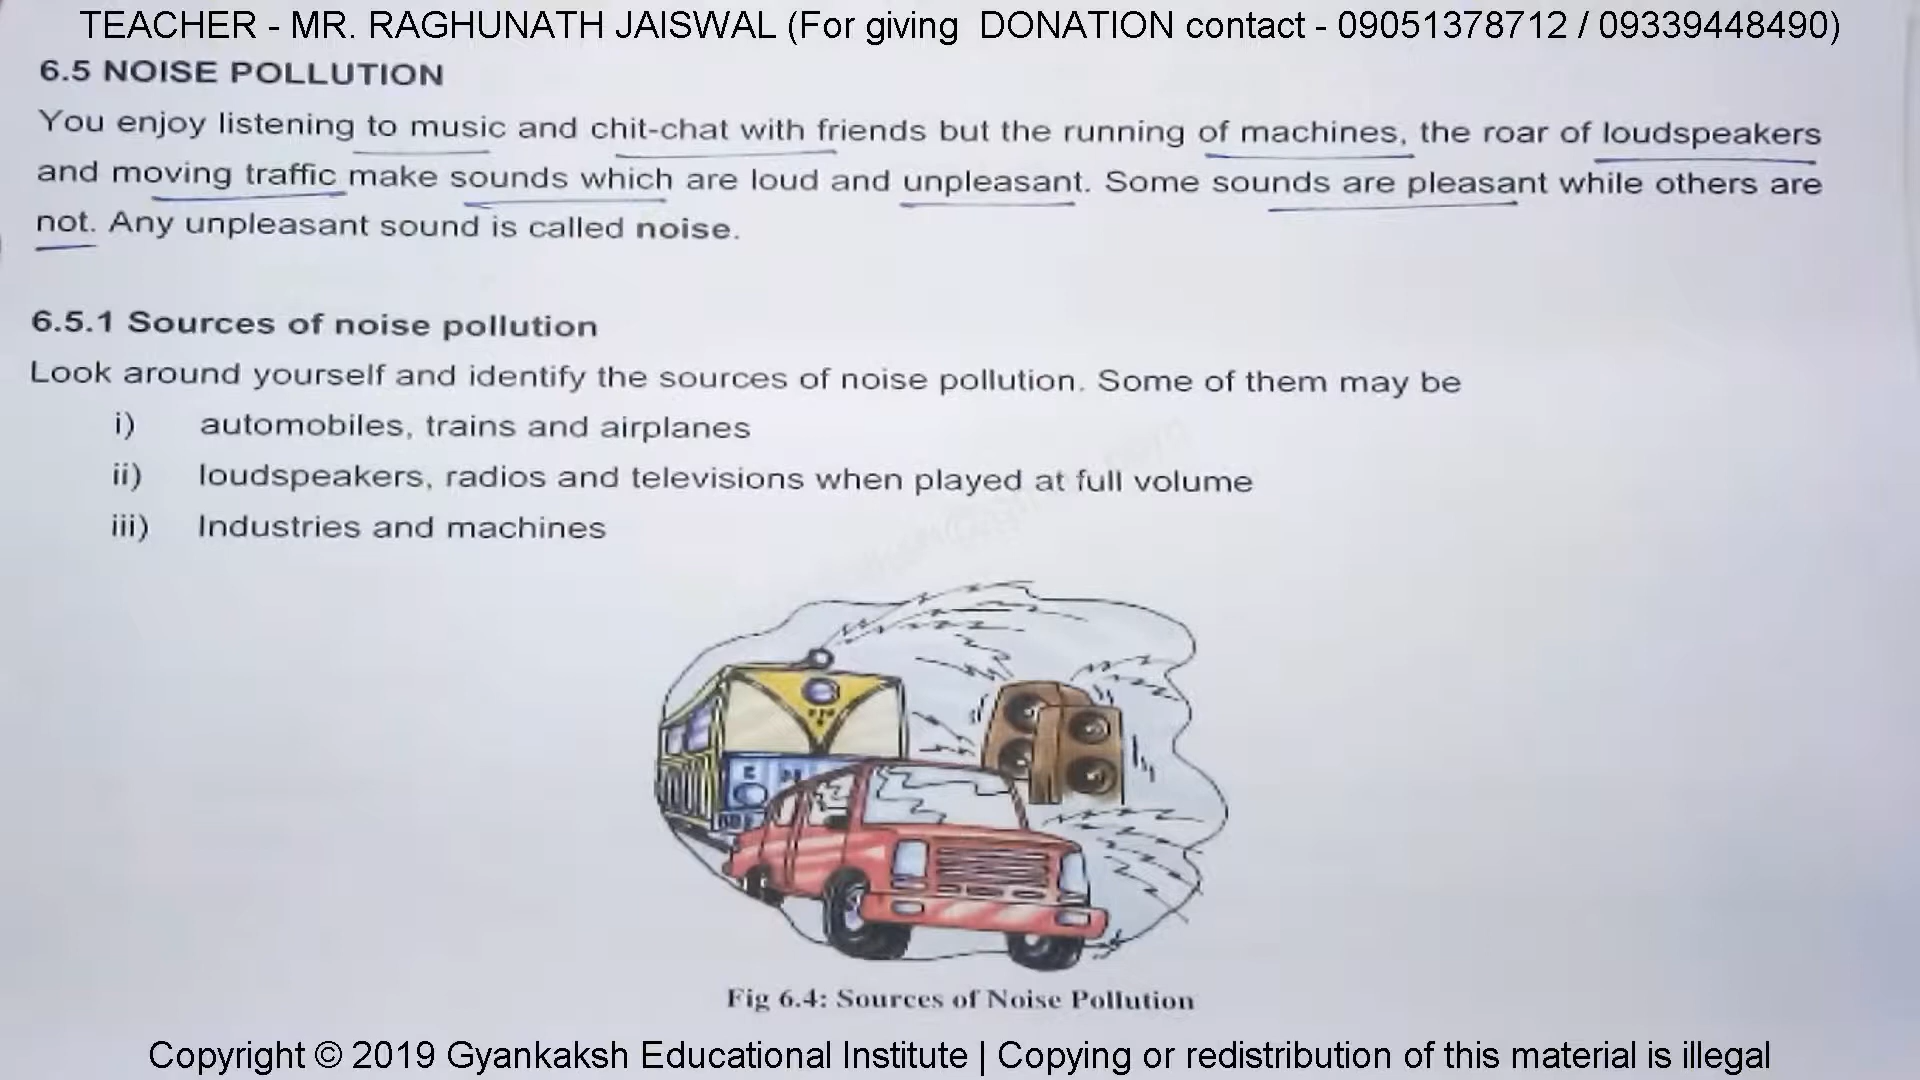 TEACHER - MR. RAGHUNATH JAISWAL (For giving  DONATION contact - 09051378712 / 09339448490)
6.5 NOISE POLLUTION
You enjoy listening to music and chit-chat with friends but the running of machines, the roar of loudspeakers
and moving traffic make sounds which are loud and unpleasant. Some sounds are pleasant while others are
not. Any unpleasant sound is called noise.
6.5.1 Sources of noise pollution
Look around yourself and identify the sources of noise pollution. Some of them may be
i) automobiles, trains and airplanes
ii) loudspeakers, radios and televisions when played at full volume
iii) Industries and machines
Fig 6.4: Sources of Noise Pollution
Copyright © 2019 Gyankaksh Educational Institute | Copying or redistribution of this material is illegal